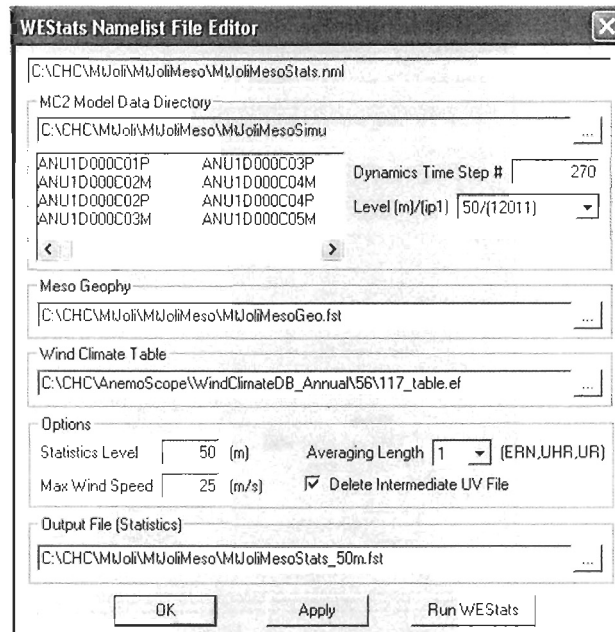 WEStats Namelist File Editor
C:\CHC\MtJoli\MtJoliMeso\MtJoliMesoStats.nml
MC2 Model Data Directory
C:\CHC\MtJoli\MtJoliMeso\MtJoliMesoSimu ...
ANU1D000C01P ANU1D000C03P
ANU1D000C02M ANU1D000C04M
ANU1D000C02P ANU1D000C04P
ANU1D000C03M ANU1D000C05M
Dynamics Time Step # 270
Level (m)/(ip1) 50/(12011)
Meso Geophy
C:\CHC\MtJoli\MtJoliMeso\MtJoliMesoGeo.fst ...
Wind Climate Table
C:\CHC\AnemoScope\WindClimateDB_Annual\56\117_table.ef ...
Options
Statistics Level 50 (m) Averaging Length 1 (ERN,UHR,UR)
Max Wind Speed 25 (m/s) Delete Intermediate UV File
Output File (Statistics)
C:\CHC\MtJoli\MtJoliMeso\MtJoliMesoStats_50m.fst ...
OK Apply Run WEStats